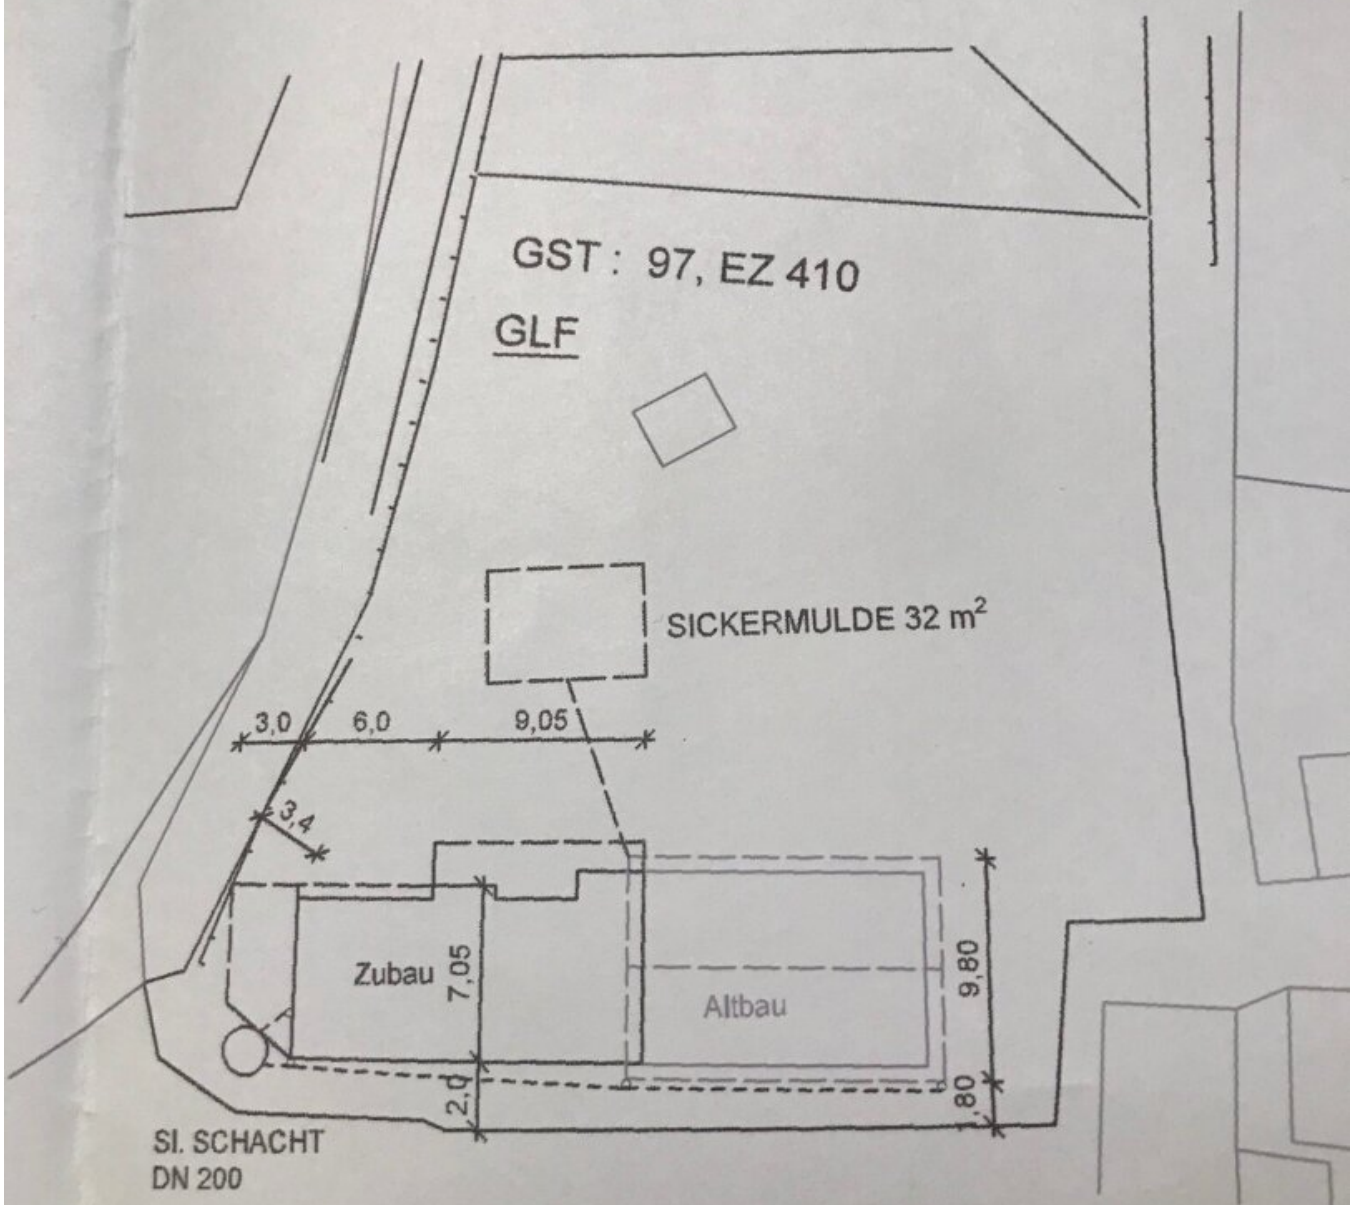 GST : 97, EZ 410
GLF
SICKERMULDE 32 m²
3,0
6,0
9,05
3,4
Zubau
7,05
Altbau
9,80
2,0
1,80
SI. SCHACHT
DN 200